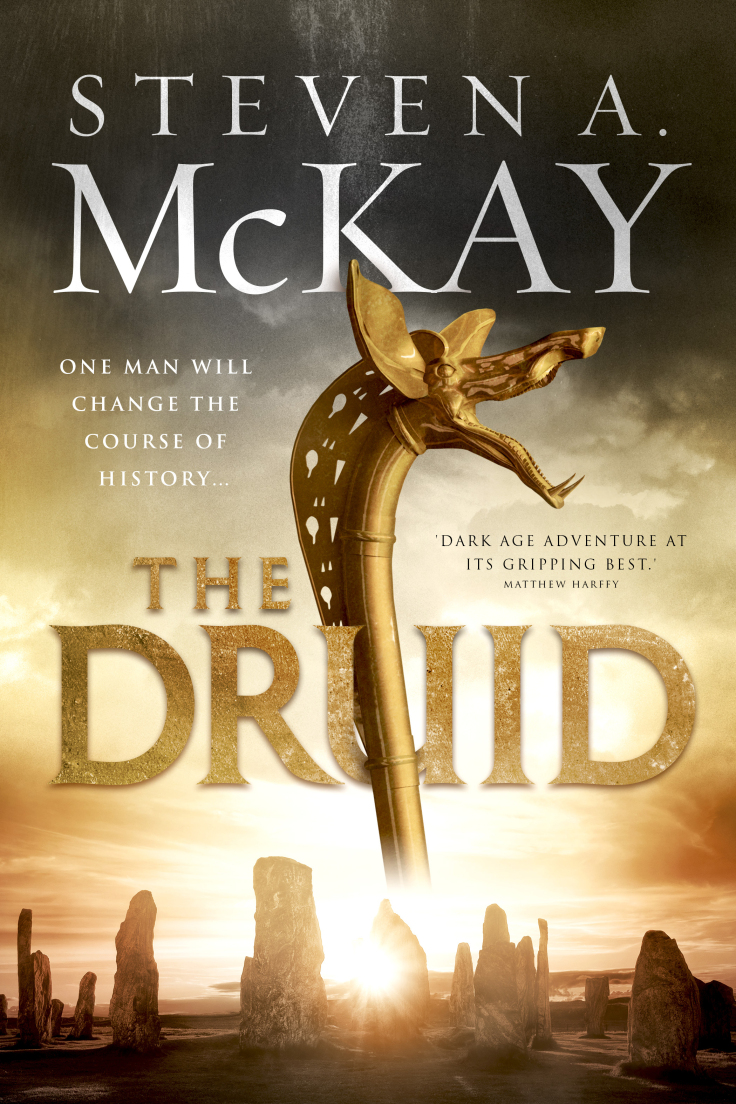 STEVEN A.
McKAY
ONE MAN WILL
CHANGE THE
COURSE OF
HISTORY...
'DARK AGE ADVENTURE AT
ITS GRIPPING BEST.'
MATTHEW HARFFY
THE
DRUID